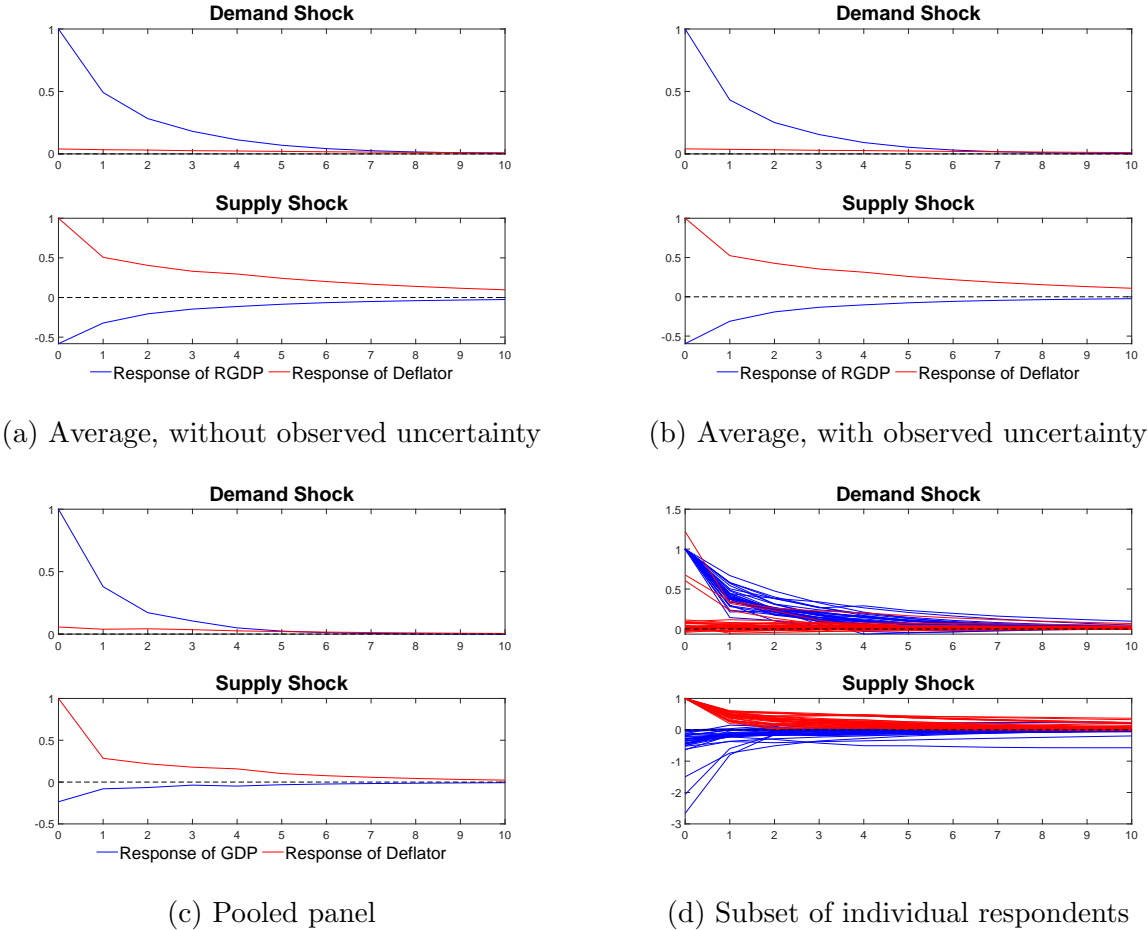 Demand Shock
1
0.5
0
0 1 2 3 4 5 6 7 8 9 10
Supply Shock
1
0.5
0
-0.5
0 1 2 3 4 5 6 7 8 9 10
Response of RGDP Response of Deflator
(a) Average, without observed uncertainty
Demand Shock
1
0.5
0
0 1 2 3 4 5 6 7 8 9 10
Supply Shock
1
0.5
0
-0.5
0 1 2 3 4 5 6 7 8 9 10
Response of RGDP Response of Deflator
(b) Average, with observed uncertainty
Demand Shock
1
0.5
0
0 1 2 3 4 5 6 7 8 9 10
Supply Shock
1
0.5
0
-0.5
0 1 2 3 4 5 6 7 8 9 10
Response of GDP Response of Deflator
(c) Pooled panel
Demand Shock
1.5
1
0.5
0
0 1 2 3 4 5 6 7 8 9 10
Supply Shock
1
0
-1
-2
-3
0 1 2 3 4 5 6 7 8 9 10
(d) Subset of individual respondents